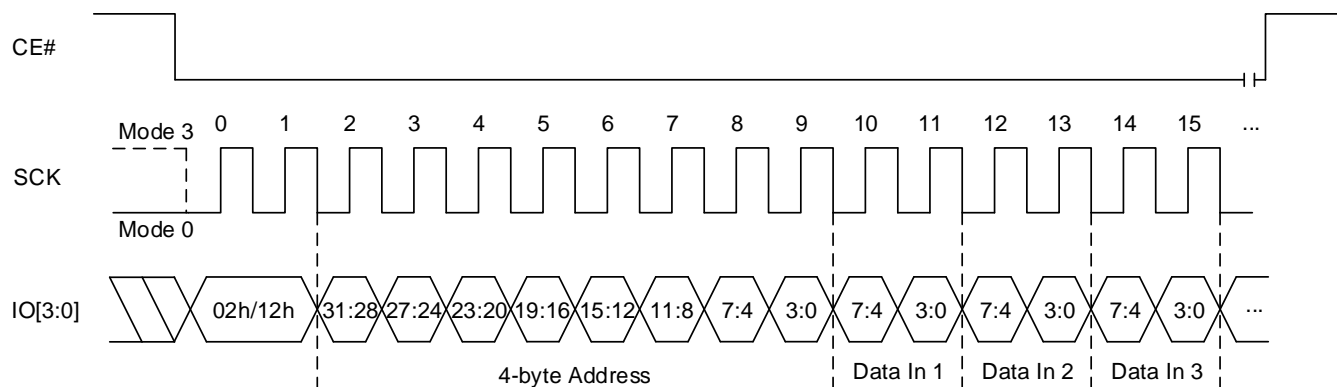 CE#
0 1 2 3 4 5 6 7 8 9 10 11 12 13 14 15 ...
Mode 3
SCK
Mode 0
IO[3:0] 02h/12h 31:28 27:24 23:20 19:16 15:12 11:8 7:4 3:0 7:4 3:0 7:4 3:0 7:4 3:0 ...
4-byte Address Data In 1 Data In 2 Data In 3